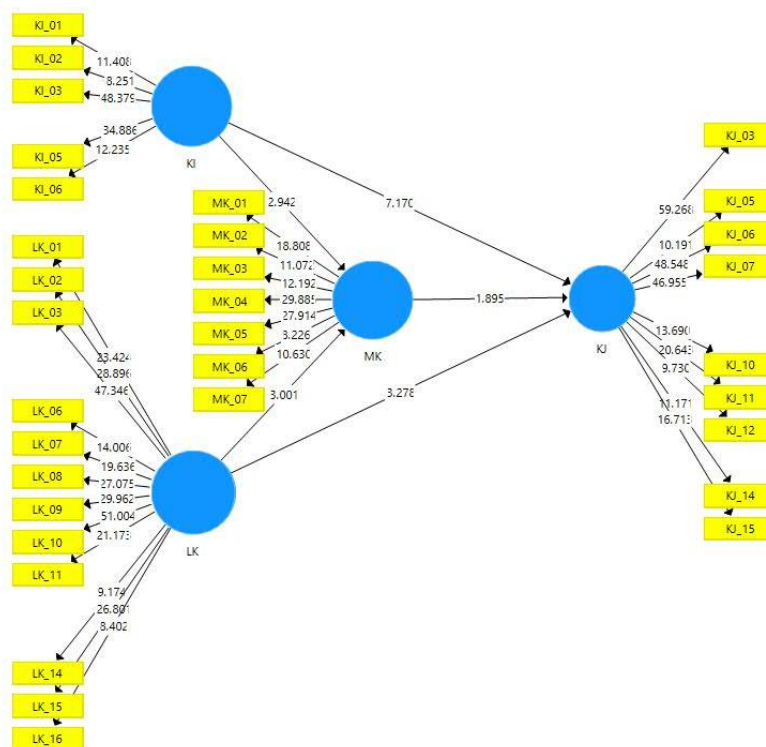 KI_01
KI_02
KI_03
KI_05
KI_06
11.408
8.251
48.379
34.886
12.235
KI
2.942
7.170
MK_01
MK_02
MK_03
MK_04
MK_05
MK_06
MK_07
18.808
11.072
12.192
29.885
27.914
10.630
MK
1.895
LK_01
LK_02
LK_03
23.424
28.896
47.346
LK_06
LK_07
LK_08
LK_09
LK_10
LK_11
14.006
19.636
27.075
29.962
51.004
21.173
LK
3.001
3.278
9.174
26.801
8.402
LK_14
LK_15
LK_16
KJ_03
KJ_05
KJ_06
KJ_07
59.268
10.191
48.548
46.955
KJ
13.690
20.643
9.730
11.171
16.713
KJ_10
KJ_11
KJ_12
KJ_14
KJ_15